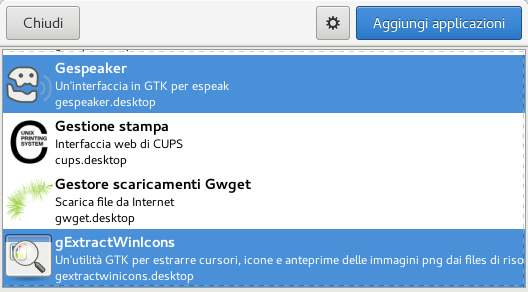 Chiudi
Aggiungi applicazioni
Gespeaker
Un'interfaccia in GTK per espeak
gespeaker.desktop
UNIX
PRINTING
SYSTEM
Gestione stampa
Interfaccia web di CUPS
cups.desktop
Gestore scaricamenti Gwget
Scarica file da Internet
gwget.desktop
gExtractWinIcons
Un'utilità GTK per estrarre cursori, icone e anteprime delle immagini png dai files di riso
gextractwinicons.desktop